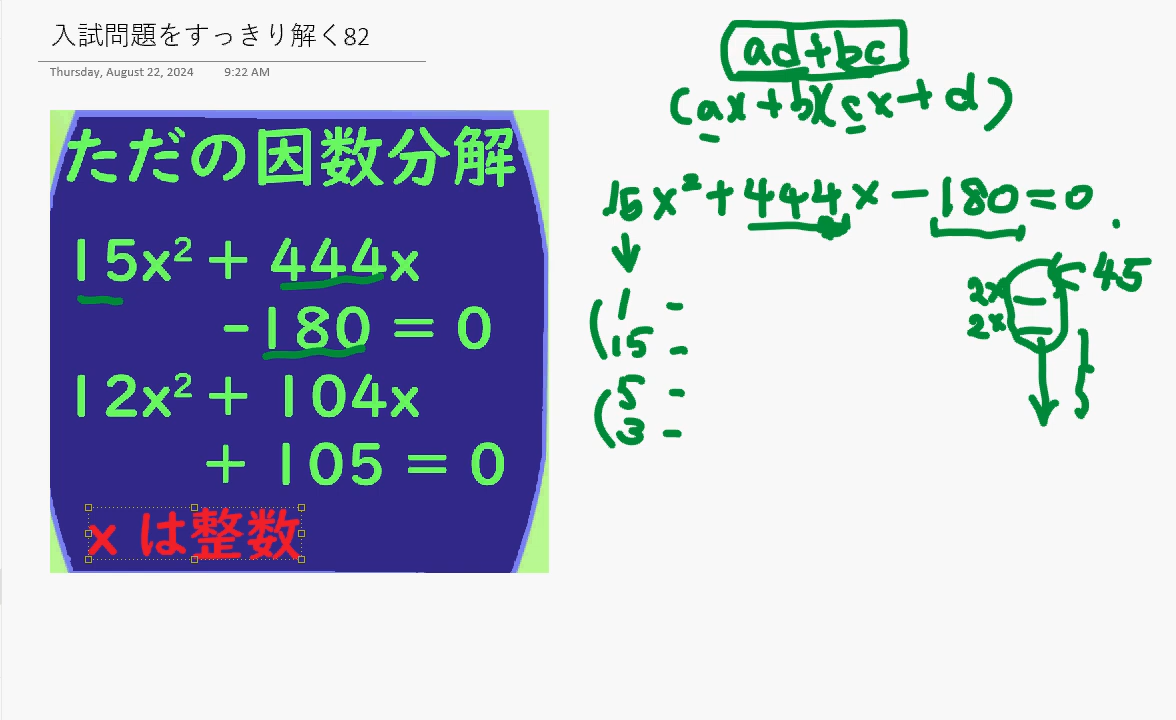 入試問題をすっきり解く82
Thursday, August 22, 2024 9:22 AM
ただの因数分解
15x² + 444x
-180 = 0
12x² + 104x
+ 105 = 0
x は整数
ad+bc
(ax+b)(cx+d)
15x²+444x-180=0
45
2x
2x
1 -
15 -
5 -
3 -